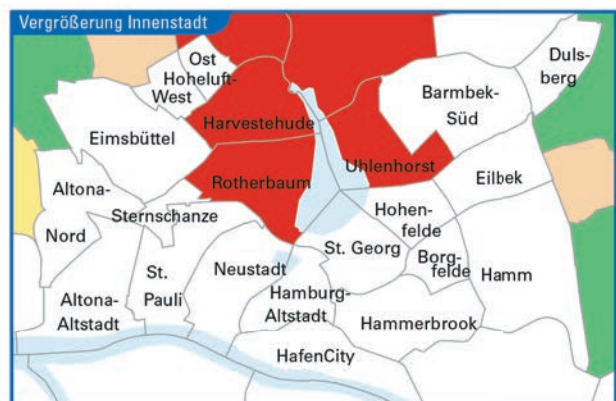 Vergrößerung Innenstadt
Ost
Hoheluft-
West
Duls-
berg
Barmbek-
Süd
Harvestehude
Eimsbüttel
Uhlenhorst
Eilbek
Rotherbaum
Altona-
Nord
Sternschanze
Hohen-
felde
St. Georg
Borg-
felde
Hamm
Neustadt
St.
Pauli
Altona-
Altstadt
Hamburg-
Altstadt
Hammerbrook
HafenCity